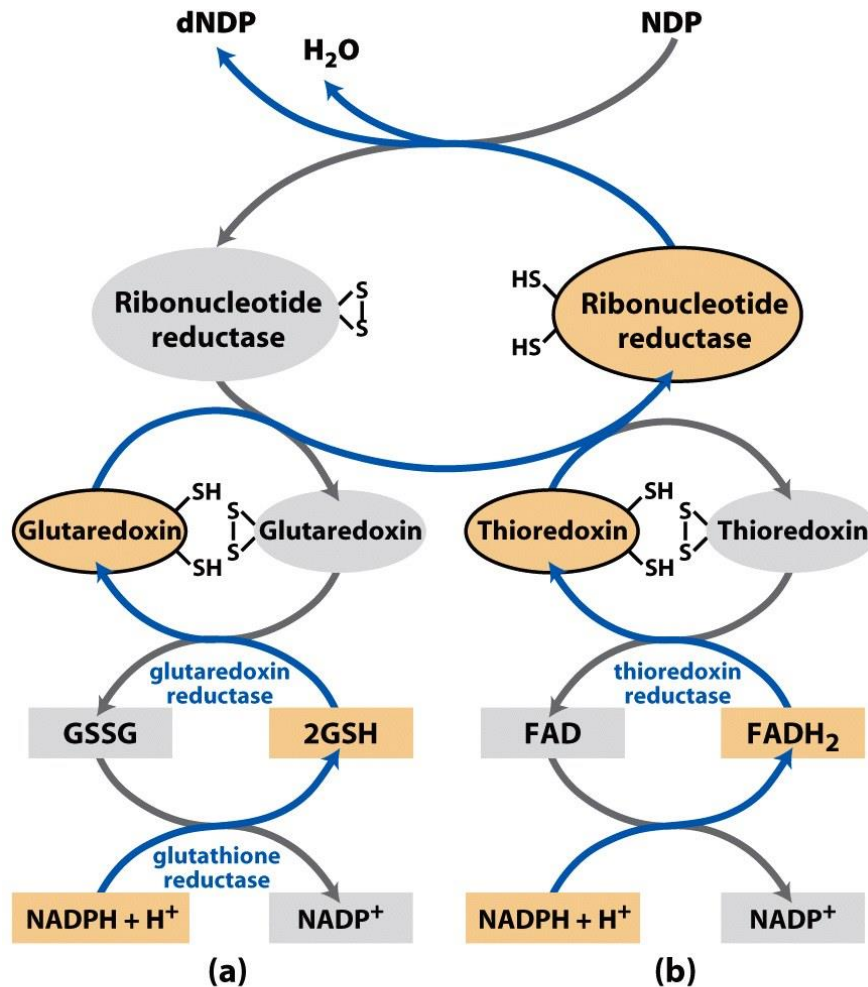 dNDP
H₂O
NDP
Ribonucleotide
reductase
S
S
HS
HS
Ribonucleotide
reductase
Glutaredoxin
SH
SH
S
S
Glutaredoxin
Thioredoxin
SH
SH
S
S
Thioredoxin
glutaredoxin
reductase
thioredoxin
reductase
GSSG
2GSH
FAD
FADH₂
glutathione
reductase
NADPH + H⁺
NADP⁺
NADPH + H⁺
NADP⁺
(a)
(b)